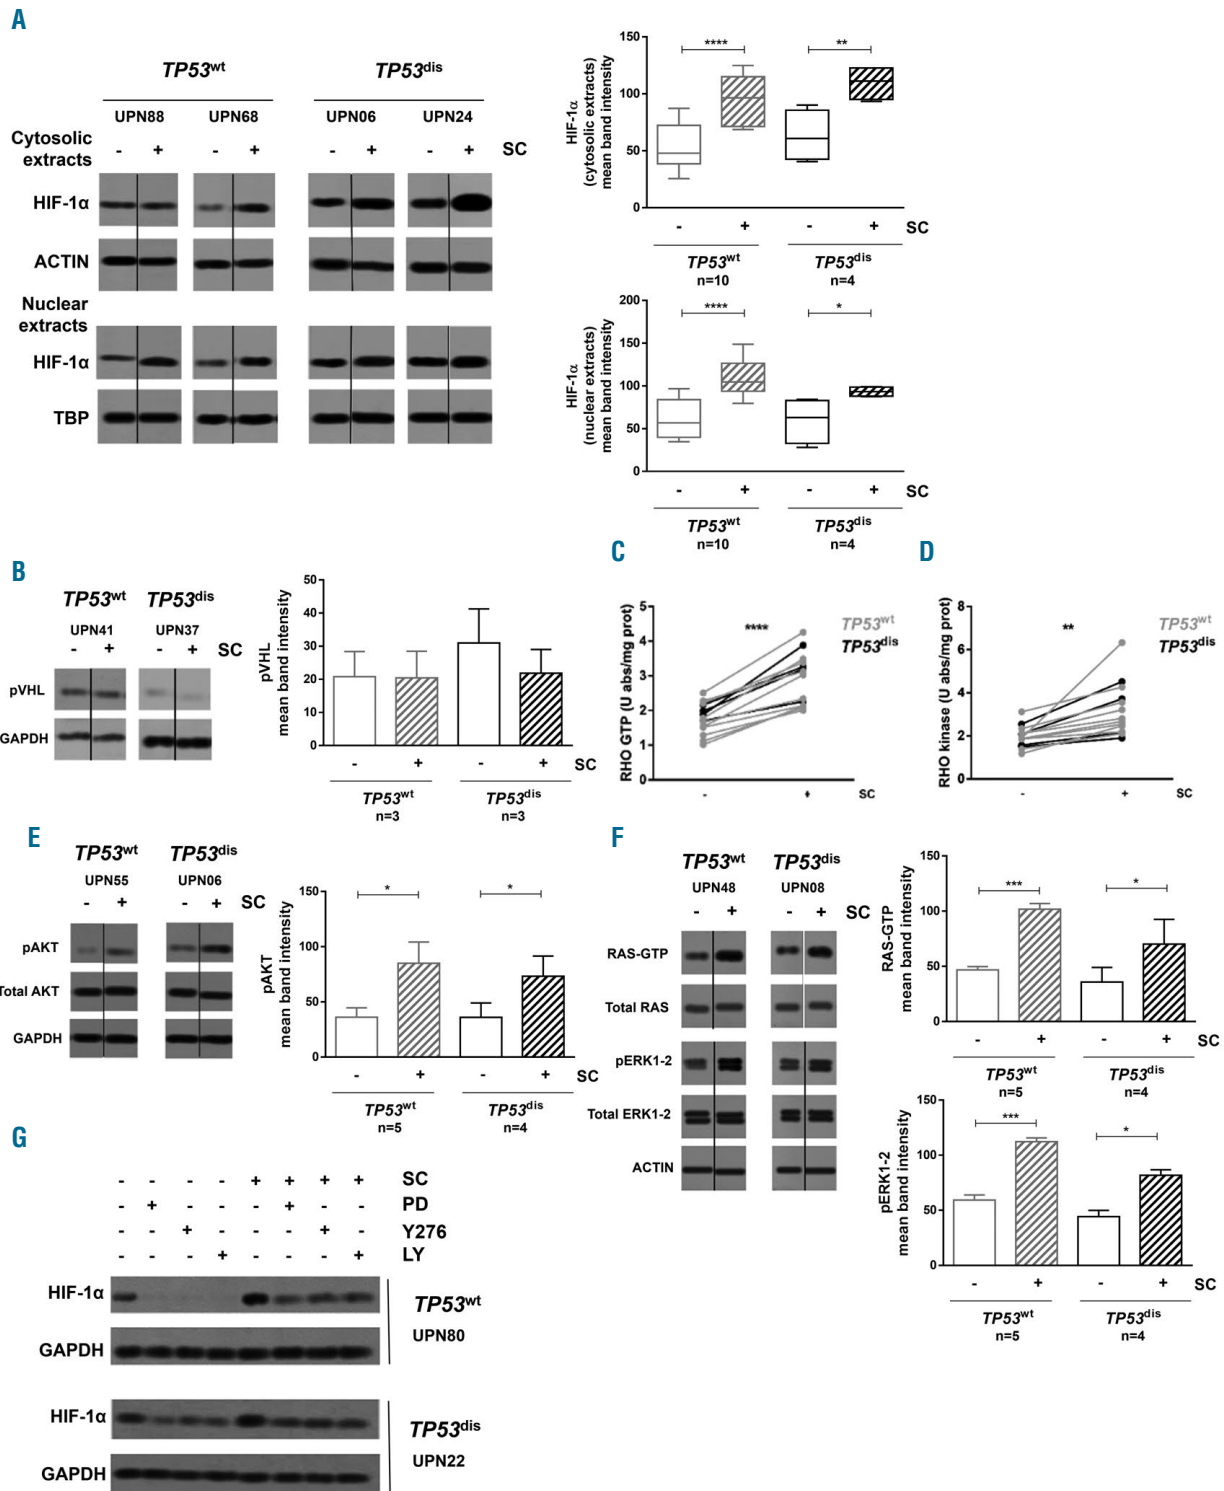 A
TP53wt TP53dis
UPN88 UPN68 UPN06 UPN24
Cytosolic extracts - + - + - + - + SC
HIF-1α
ACTIN
Nuclear extracts
HIF-1α
TBP
HIF-1α (cytosolic extracts) mean band intensity
150
100
50
0
**** **
- + - + SC
TP53wt TP53dis
n=10 n=4
HIF-1α (nuclear extracts) mean band intensity
200
150
100
50
0
**** *
- + - + SC
TP53wt TP53dis
n=10 n=4
B
TP53wt TP53dis
UPN41 UPN37
- + - + SC
pVHL
GAPDH
pVHL mean band intensity
50
40
30
20
10
0
- + - + SC
TP53wt TP53dis
n=3 n=3
C
RHO GTP (U abs/mg prot)
5
4
3
2
1
0
****
TP53wt
TP53dis
- + SC
D
RHO kinase (U abs/mg prot)
8
6
4
2
0
**
TP53wt
TP53dis
- + SC
E
TP53wt TP53dis
UPN55 UPN06
- + - + SC
pAKT
Total AKT
GAPDH
pAKT mean band intensity
150
100
50
0
* *
- + - + SC
TP53wt TP53dis
n=5 n=4
F
TP53wt TP53dis
UPN48 UPN08
- + - + SC
RAS-GTP
Total RAS
pERK1-2
Total ERK1-2
ACTIN
RAS-GTP mean band intensity
150
100
50
0
*** *
- + - + SC
TP53wt TP53dis
n=5 n=4
pERK1-2 mean band intensity
150
100
50
0
*** *
- + - + SC
TP53wt TP53dis
n=5 n=4
G
- - - - + + + + SC
- + - - - + - - PD
- - + - - - + - Y276
- - - + - - - + LY
HIF-1α
GAPDH
TP53wt
UPN80
HIF-1α
GAPDH
TP53dis
UPN22